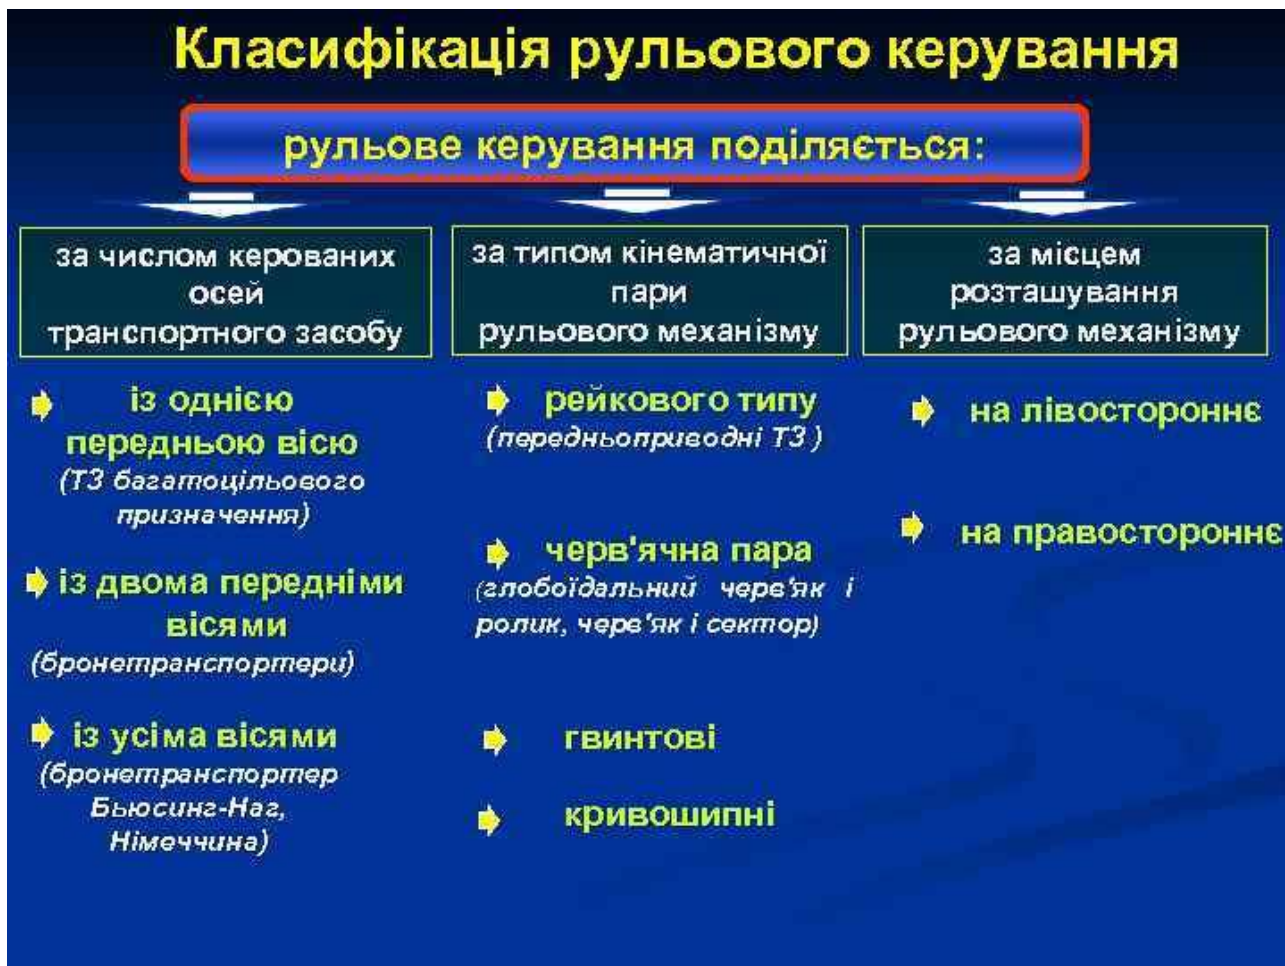 Класифікація рульового керування
рульове керування поділяється:
за числом керованих
осей
транспортного засобу
із однією
передньою вісю
(ТЗ багатоцільового
призначення)
із двома передніми
вісями
(бронетранспортери)
із усіма вісями
(бронетранспортер
Бьюсинг-Наг,
Німеччина)
за типом кінематичної
пари
рульового механізму
рейкового типу
(передньоприводні ТЗ )
черв'ячна пара
(глобоїдальний черв'як і
ролик, черв'як і сектор)
гвинтові
кривошипні
за місцем
розташування
рульового механізму
на лівостороннє
на правостороннє